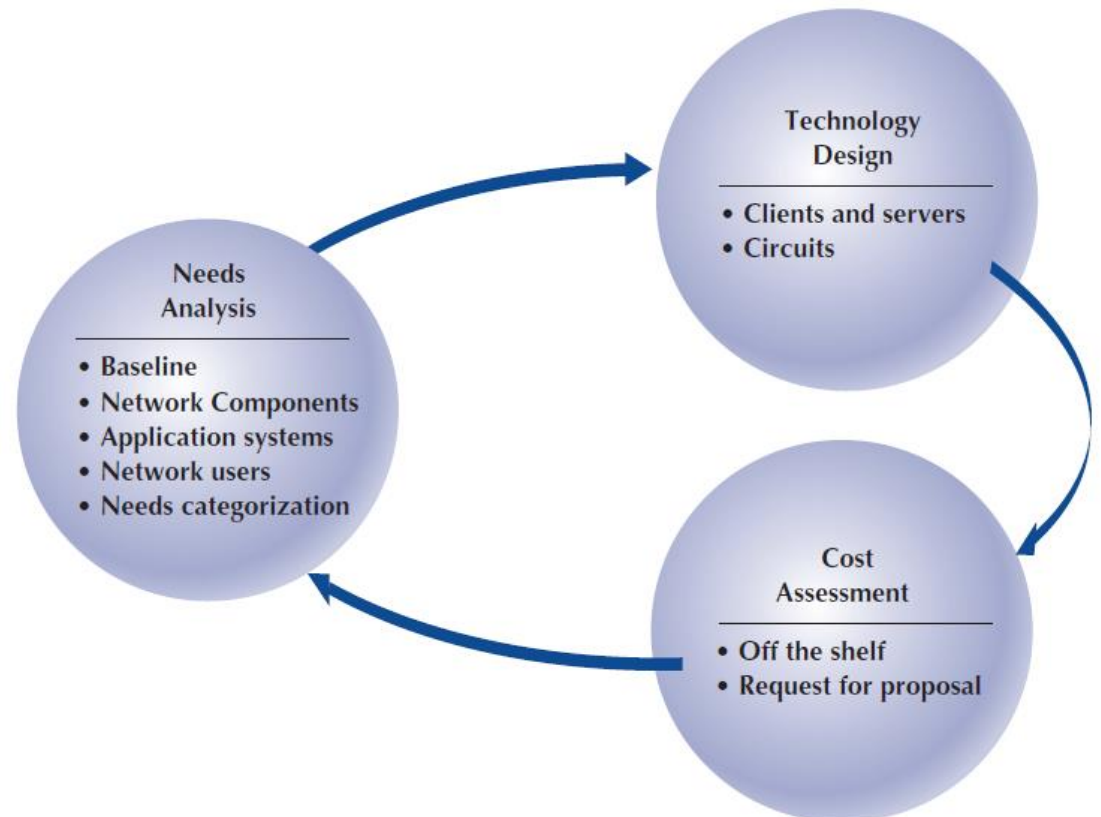 Technology
Design
• Clients and servers
• Circuits
Needs
Analysis
• Baseline
• Network Components
• Application systems
• Network users
• Needs categorization
Cost
Assessment
• Off the shelf
• Request for proposal